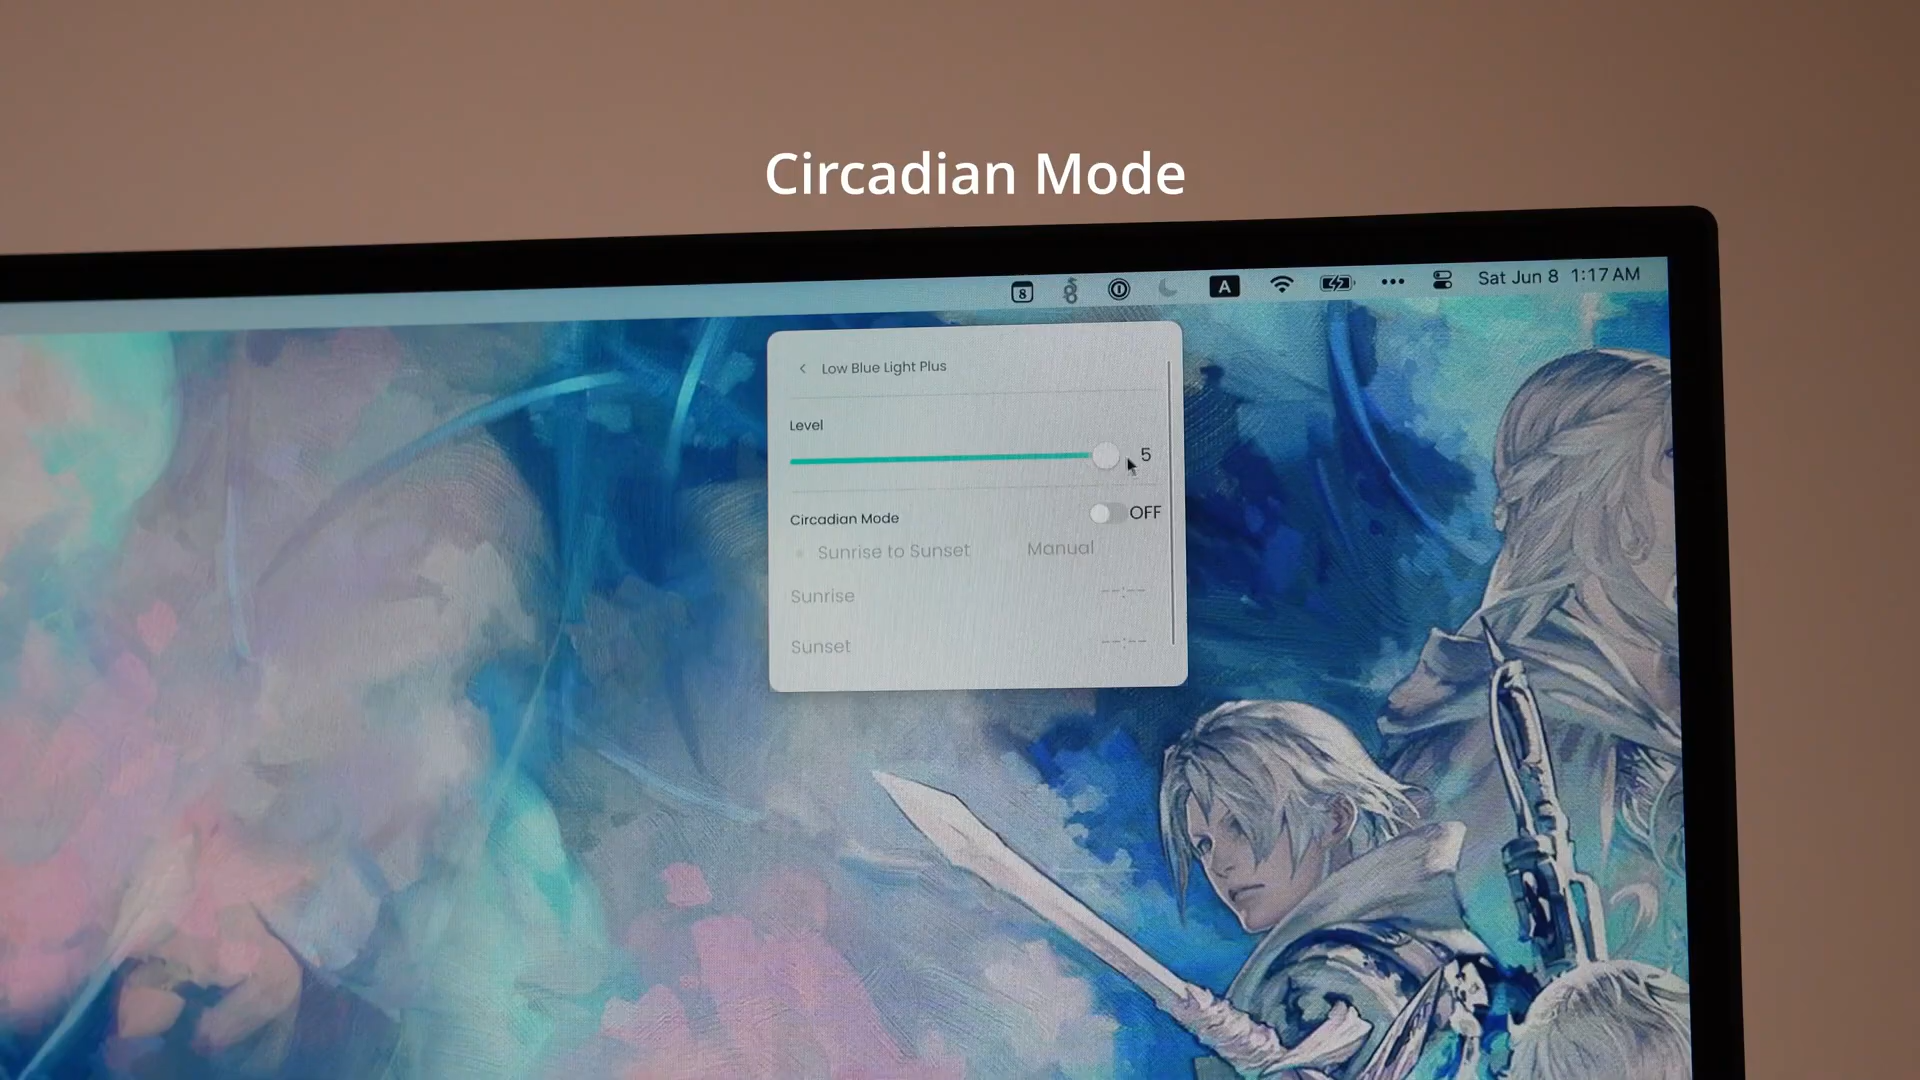 Circadian Mode
8
A
Sat Jun 8 1:17 AM
Low Blue Light Plus
Level
5
Circadian Mode
OFF
Sunrise to Sunset
Manual
Sunrise
--:--
Sunset
--:--